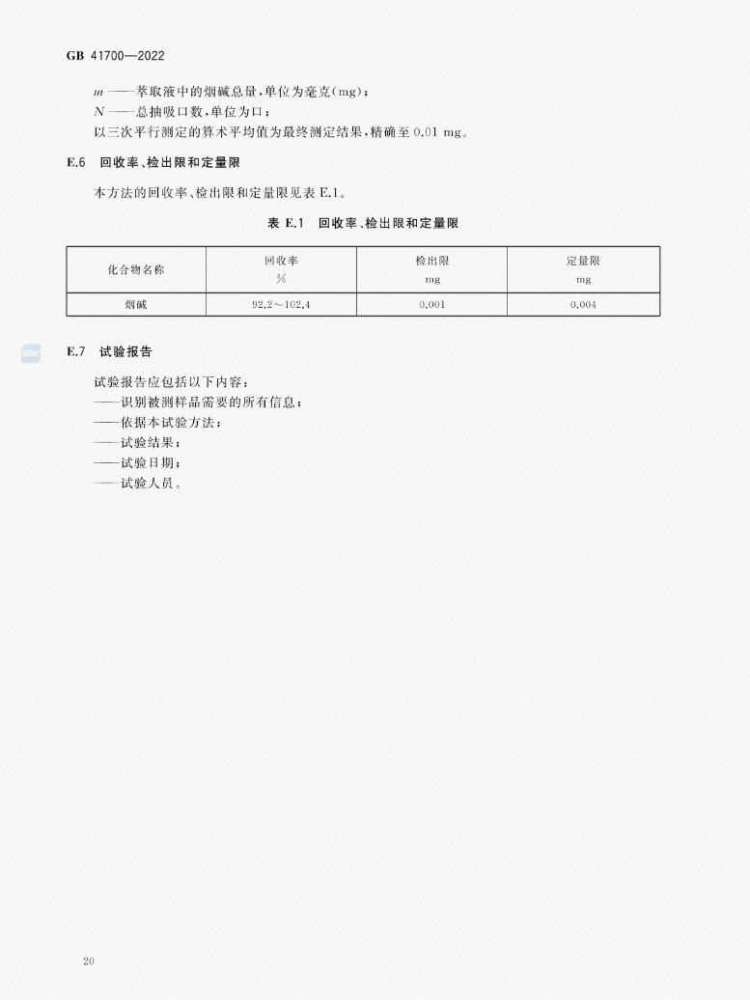 GB 41700—2022
m ——萃取液中的烟碱总量,单位为毫克(mg);
N ——总抽吸口数,单位为口;
以三次平行测定的算术平均值为最终测定结果,精确至 0.01 mg。
E.6 回收率、检出限和定量限
本方法的回收率、检出限和定量限见表 E.1。
表 E.1 回收率、检出限和定量限
化合物名称
回收率
%
检出限
mg
定量限
mg
烟碱
92.2～102.4
0.001
0.004
sac
E.7 试验报告
试验报告应包括以下内容:
——识别被测样品需要的所有信息;
——依据本试验方法;
——试验结果;
——试验日期;
——试验人员。
20